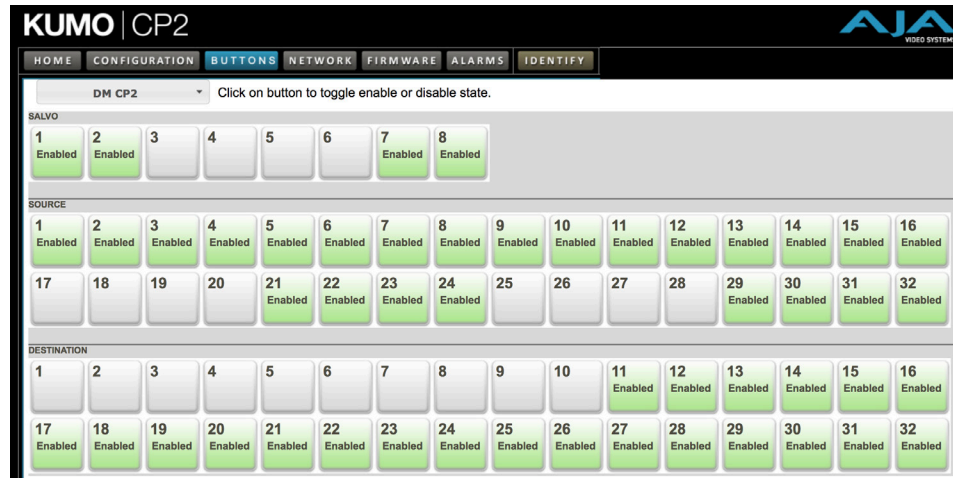 KUMO | CP2
AJA
VIDEO SYSTEMS
HOME CONFIGURATION BUTTONS NETWORK FIRMWARE ALARMS IDENTIFY
DM CP2 Click on button to toggle enable or disable state.
SALVO
1 2 3 4 5 6 7 8
Enabled Enabled Enabled Enabled
SOURCE
1 2 3 4 5 6 7 8 9 10 11 12 13 14 15 16
Enabled Enabled Enabled Enabled Enabled Enabled Enabled Enabled Enabled Enabled Enabled Enabled Enabled Enabled Enabled Enabled
17 18 19 20 21 22 23 24 25 26 27 28 29 30 31 32
Enabled Enabled Enabled Enabled Enabled Enabled Enabled Enabled
DESTINATION
1 2 3 4 5 6 7 8 9 10 11 12 13 14 15 16
Enabled Enabled Enabled Enabled Enabled Enabled
17 18 19 20 21 22 23 24 25 26 27 28 29 30 31 32
Enabled Enabled Enabled Enabled Enabled Enabled Enabled Enabled Enabled Enabled Enabled Enabled Enabled Enabled Enabled Enabled